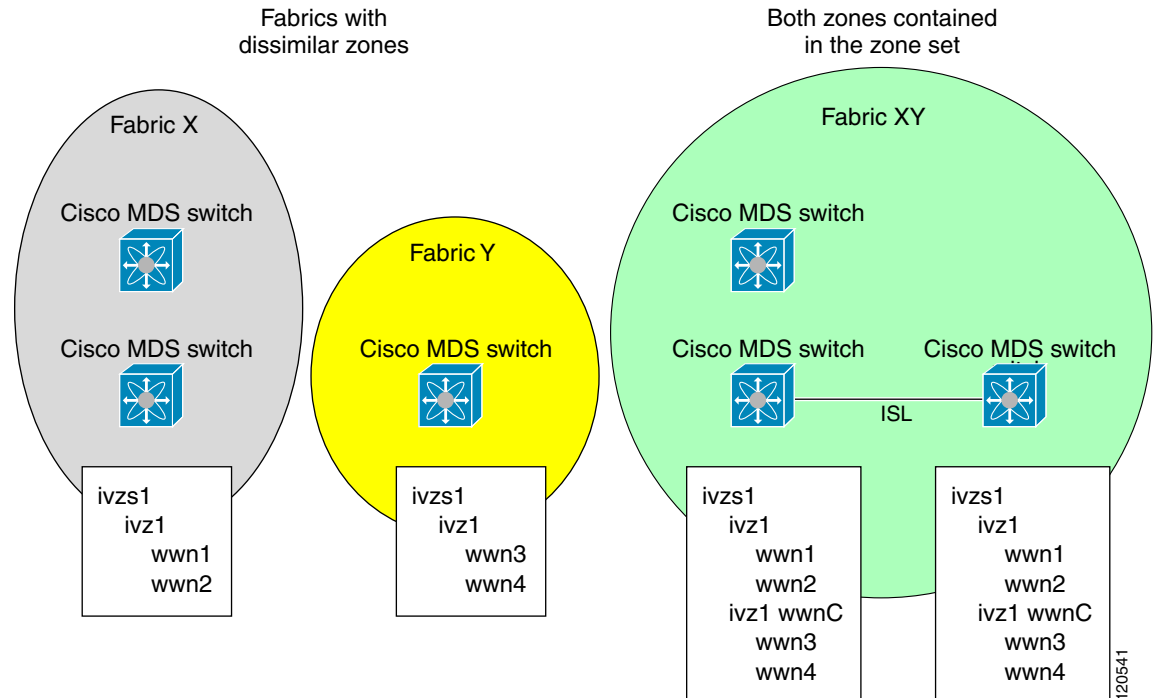 Fabrics with
dissimilar zones
Both zones contained
in the zone set
Fabric X
Cisco MDS switch
Cisco MDS switch
Fabric Y
Cisco MDS switch
Fabric XY
Cisco MDS switch
Cisco MDS switch
Cisco MDS switch
ISL
ivzs1
ivz1
wwn1
wwn2
ivzs1
ivz1
wwn3
wwn4
ivzs1
ivz1
wwn1
wwn2
ivz1 wwnC
wwn3
wwn4
ivzs1
ivz1
wwn1
wwn2
ivz1 wwnC
wwn3
wwn4
120541